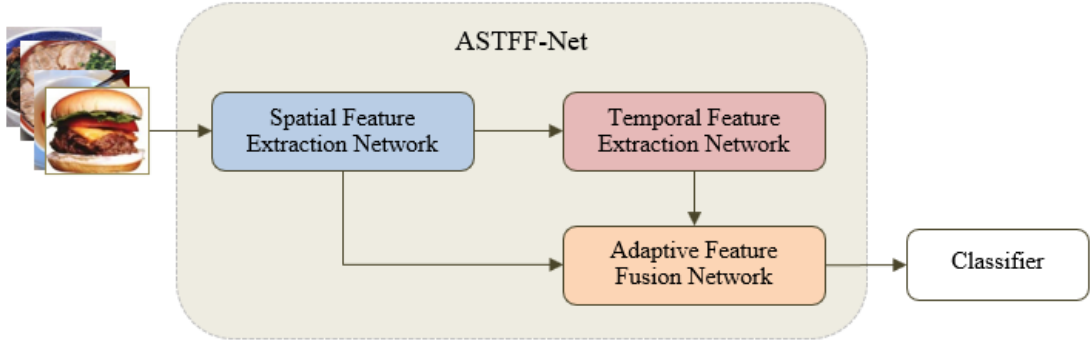 ASTFF-Net
Spatial Feature
Extraction Network
Temporal Feature
Extraction Network
Adaptive Feature
Fusion Network
Classifier